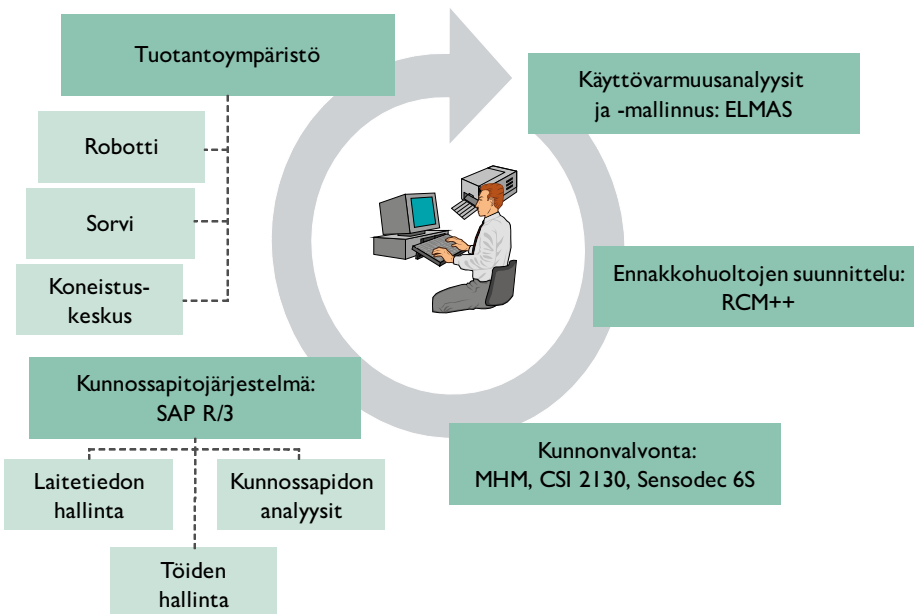 Tuotantoympäristö
Robotti
Sorvi
Koneistus-
keskus
Käyttövarmuusanalyysit
ja -mallinnus: ELMAS
Ennakkohuoltojen suunnittelu:
RCM++
Kunnonvalvonta:
MHM, CSI 2130, Sensodec 6S
Kunnossapitojärjestelmä:
SAP R/3
Laitetiedon
hallinta
Töiden
hallinta
Kunnossapidon
analyysit